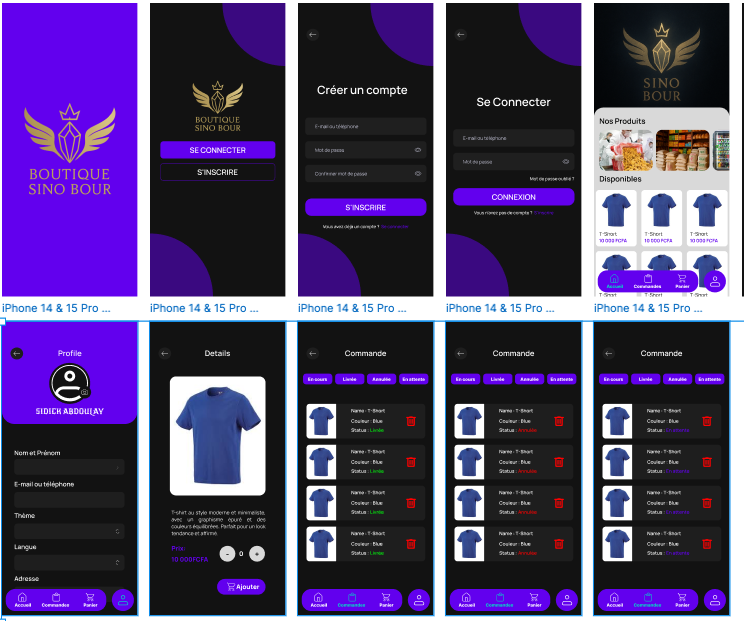 BOUTIQUE
SINO BOUR
iPhone 14 & 15 Pro ...
BOUTIQUE
SINO BOUR
SE CONNECTER
S'INSCRIRE
iPhone 14 & 15 Pro ...
Créer un compte
E-mail ou téléphone
Mot de passe
Confirmer mot de passe
S'INSCRIRE
Vous avez déja un compte ? Se connecter
iPhone 14 & 15 Pro ...
Se Connecter
E-mail ou téléphone
Mot de passe
Mot de passe oublié ?
CONNEXION
Vous n'avez pas de compte ? S'inscrire
iPhone 14 & 15 Pro ...
SINO
BOUR
Nos Produits
Disponibles
T-Short
10 000 FCFA
T-Short
10 000 FCFA
T-Short
10 000 FCFA
T-Short
T-Short
T-Short
Accueil
Commandes
Panier
iPhone 14 & 15 Pro ...
Profile
SIDICK ABDOULAY
Nom et Prénom
E-mail ou téléphone
Thème
Langue
Adresse
Accueil
Commandes
Panier
Details
T-shirt au style moderne et minimaliste,
avec un graphisme épuré et des
couleurs équilibrées. Parfait pour un look
tendance et affirmé.
Prix:
10 000 FCFA
- 0 +
Ajouter
Commande
En cours
Livrée
Annulée
En attente
Name : T-Short
Couleur : Blue
Status : Livrée
Name : T-Short
Couleur : Blue
Status : Livrée
Name : T-Short
Couleur : Blue
Status : Livrée
Name : T-Short
Couleur : Blue
Status : Livrée
Accueil
Commandes
Panier
Commande
En cours
Livrée
Annulée
En attente
Name : T-Short
Couleur : Blue
Status : Annulée
Name : T-Short
Couleur : Blue
Status : Annulée
Name : T-Short
Couleur : Blue
Status : Annulée
Name : T-Short
Couleur : Blue
Status : Annulée
Accueil
Commandes
Panier
Commande
En cours
Livrée
Annulée
En attente
Name : T-Short
Couleur : Blue
Status : En attente
Name : T-Short
Couleur : Blue
Status : En attente
Name : T-Short
Couleur : Blue
Status : En attente
Name : T-Short
Couleur : Blue
Status : En attente
Accueil
Commandes
Panier